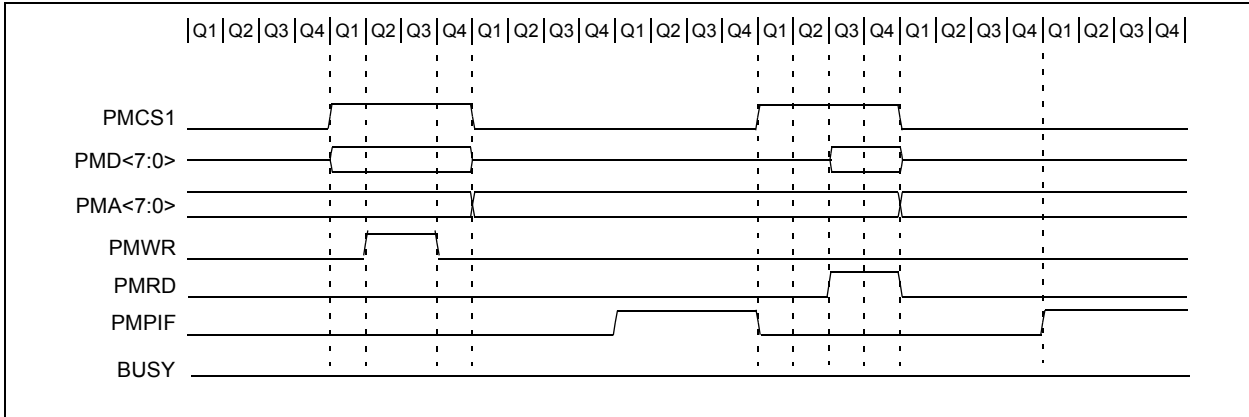 Q1 Q2 Q3 Q4 Q1 Q2 Q3 Q4 Q1 Q2 Q3 Q4 Q1 Q2 Q3 Q4 Q1 Q2 Q3 Q4 Q1 Q2 Q3 Q4 Q1 Q2 Q3 Q4
PMCS1
PMD<7:0>
PMA<7:0>
PMWR
PMRD
PMPIF
BUSY